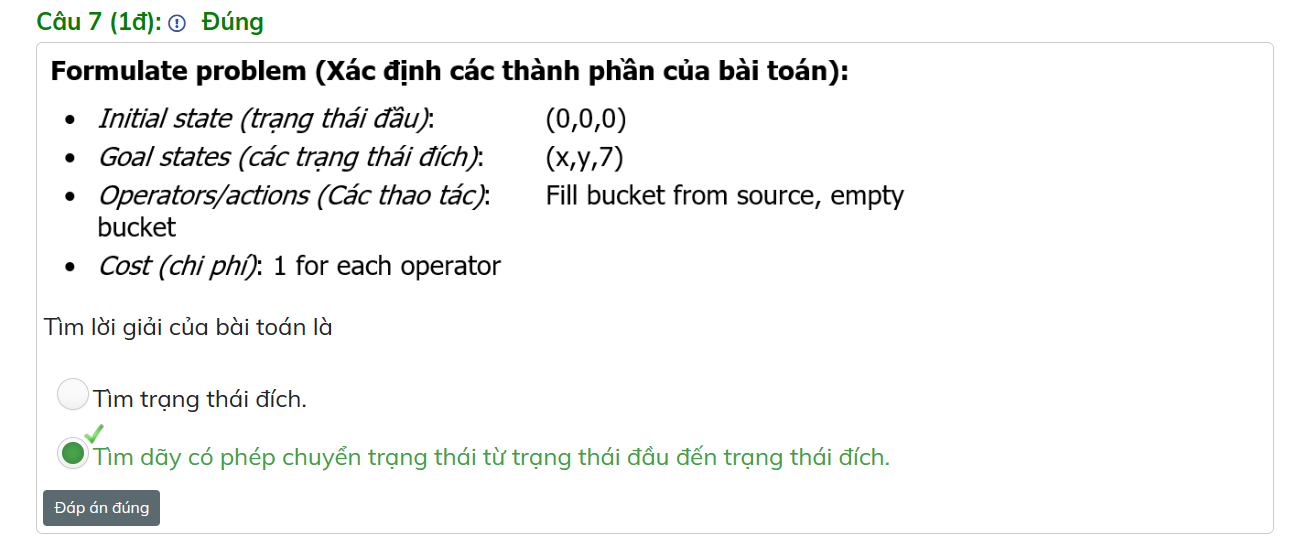 Câu 7 (1đ): Đúng
Formulate problem (Xác định các thành phần của bài toán):
• Initial state (trạng thái đầu): (0,0,0)
• Goal states (các trạng thái đích): (x,y,7)
• Operators/actions (Các thao tác): Fill bucket from source, empty
bucket
• Cost (chi phí): 1 for each operator
Tìm lời giải của bài toán là
Tìm trạng thái đích.
Tìm dãy có phép chuyển trạng thái từ trạng thái đầu đến trạng thái đích.
Đáp án đúng